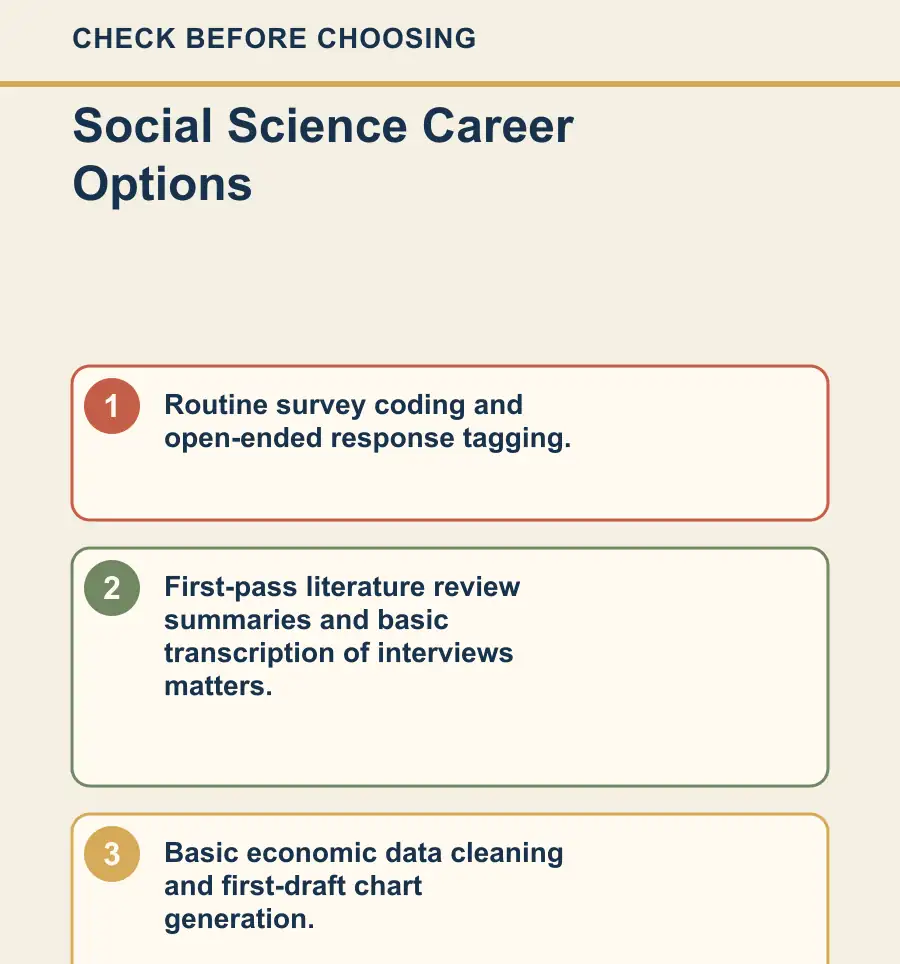 CHECK BEFORE CHOOSING
Social Science Career
Options
1
Routine survey coding and
open-ended response tagging.
2
First-pass literature review
summaries and basic
transcription of interviews
matters.
3
Basic economic data cleaning
and first-draft chart
generation.